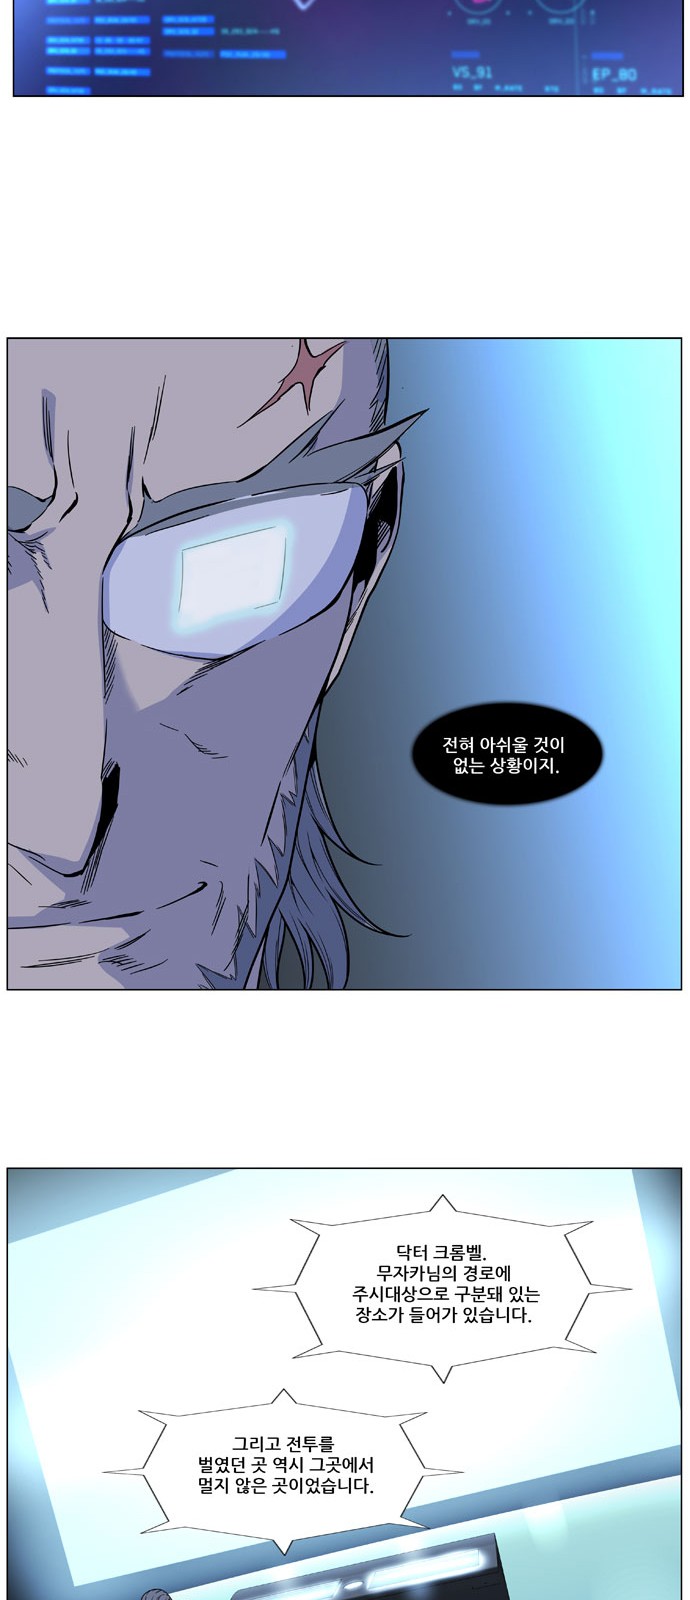 VS_91
EP_80
전혀 아쉬울 것이
없는 상황이지.
닥터 크롬벨.
무자카님의 경로에
주시대상으로 구분돼 있는
장소가 들어가 있습니다.
그리고 전투를
벌였던 곳 역시 그곳에서
멀지 않은 곳이었습니다.